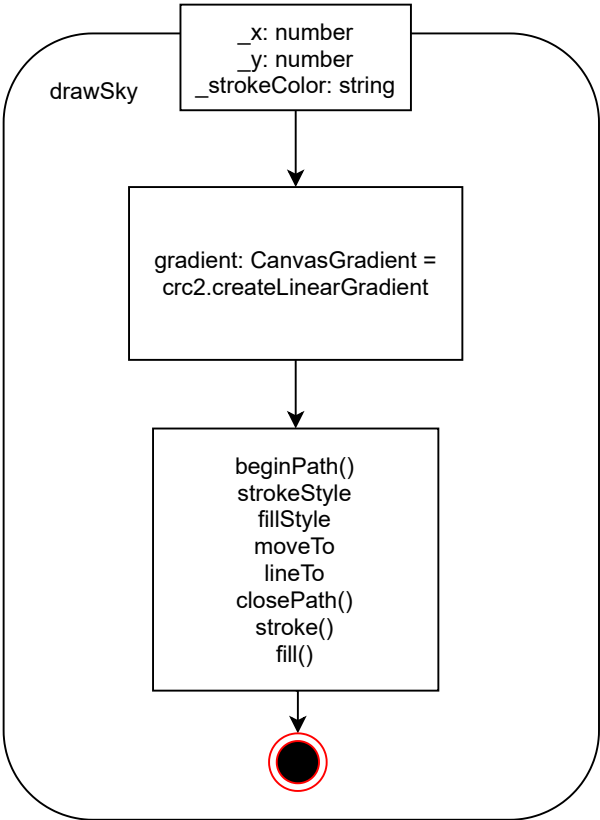 _x: number
_y: number
_strokeColor: string
drawSky
gradient: CanvasGradient =
crc2.createLinearGradient
beginPath()
strokeStyle
fillStyle
moveTo
lineTo
closePath()
stroke()
fill()